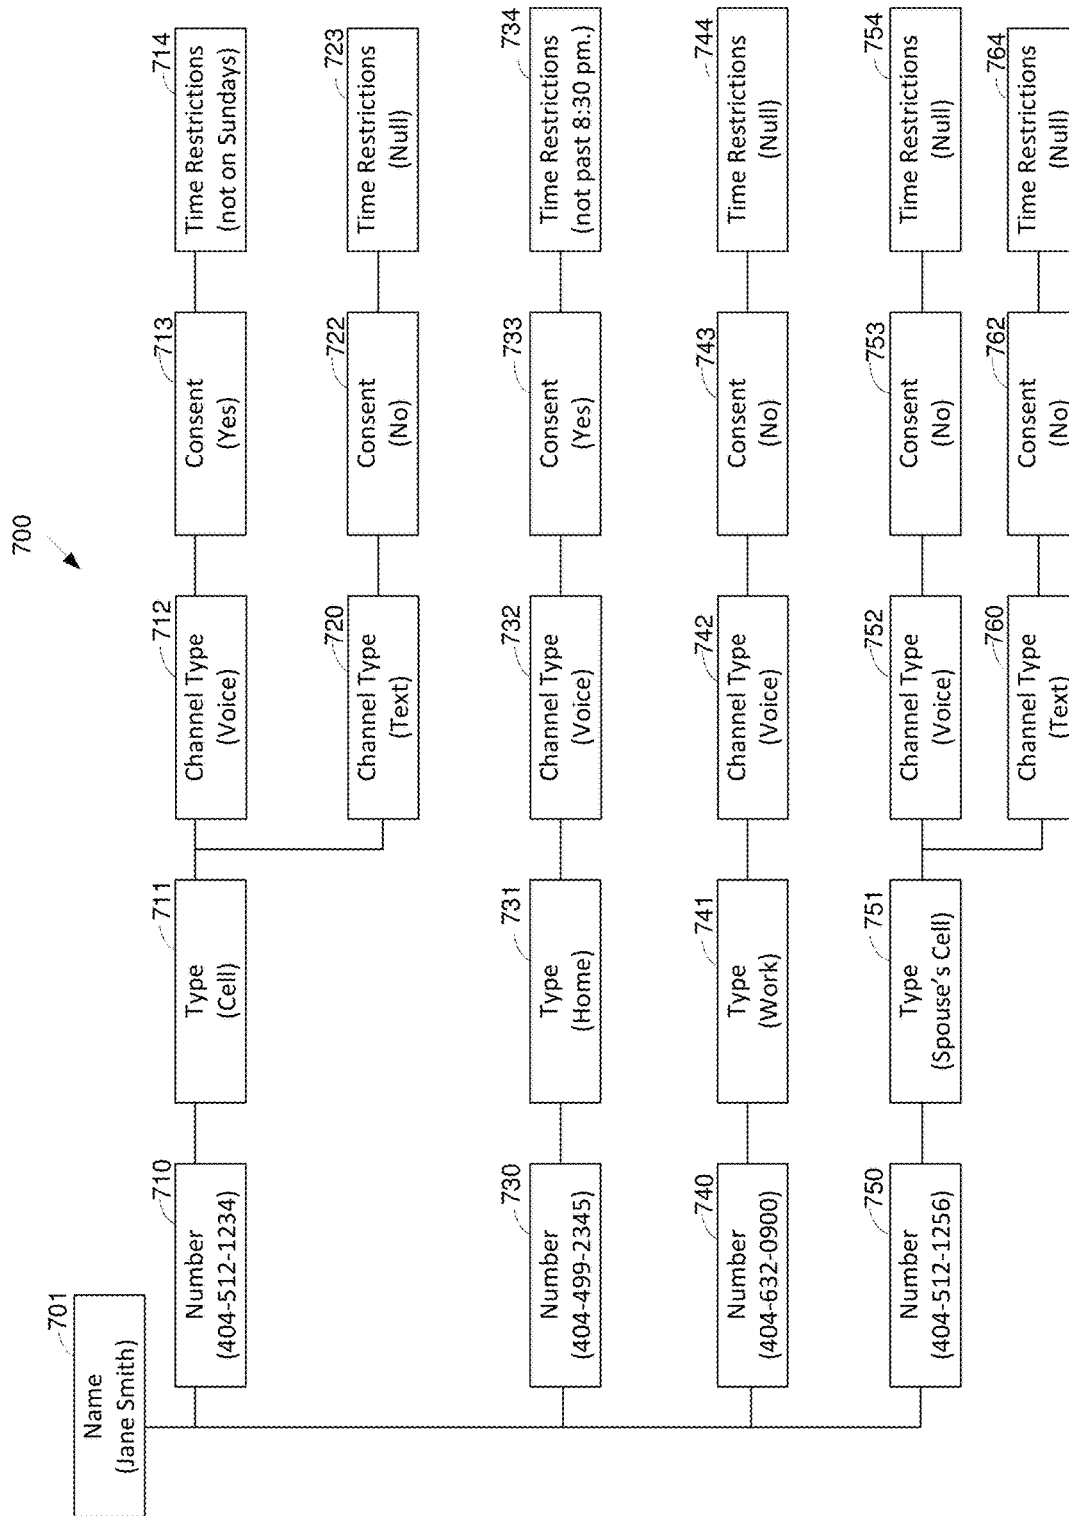 700
701
Name
(Jane Smith)
710
Number
(404-512-1234)
711
Type
(Cell)
712
Channel Type
(Voice)
713
Consent
(Yes)
714
Time Restrictions
(not on Sundays)
720
Channel Type
(Text)
722
Consent
(No)
723
Time Restrictions
(Null)
730
Number
(404-499-2345)
731
Type
(Home)
732
Channel Type
(Voice)
733
Consent
(Yes)
734
Time Restrictions
(not past 8:30 pm.)
740
Number
(404-632-0900)
741
Type
(Work)
742
Channel Type
(Voice)
743
Consent
(No)
744
Time Restrictions
(Null)
750
Number
(404-512-1256)
751
Type
(Spouse's Cell)
752
Channel Type
(Voice)
753
Consent
(No)
754
Time Restrictions
(Null)
760
Channel Type
(Text)
762
Consent
(No)
764
Time Restrictions
(Null)